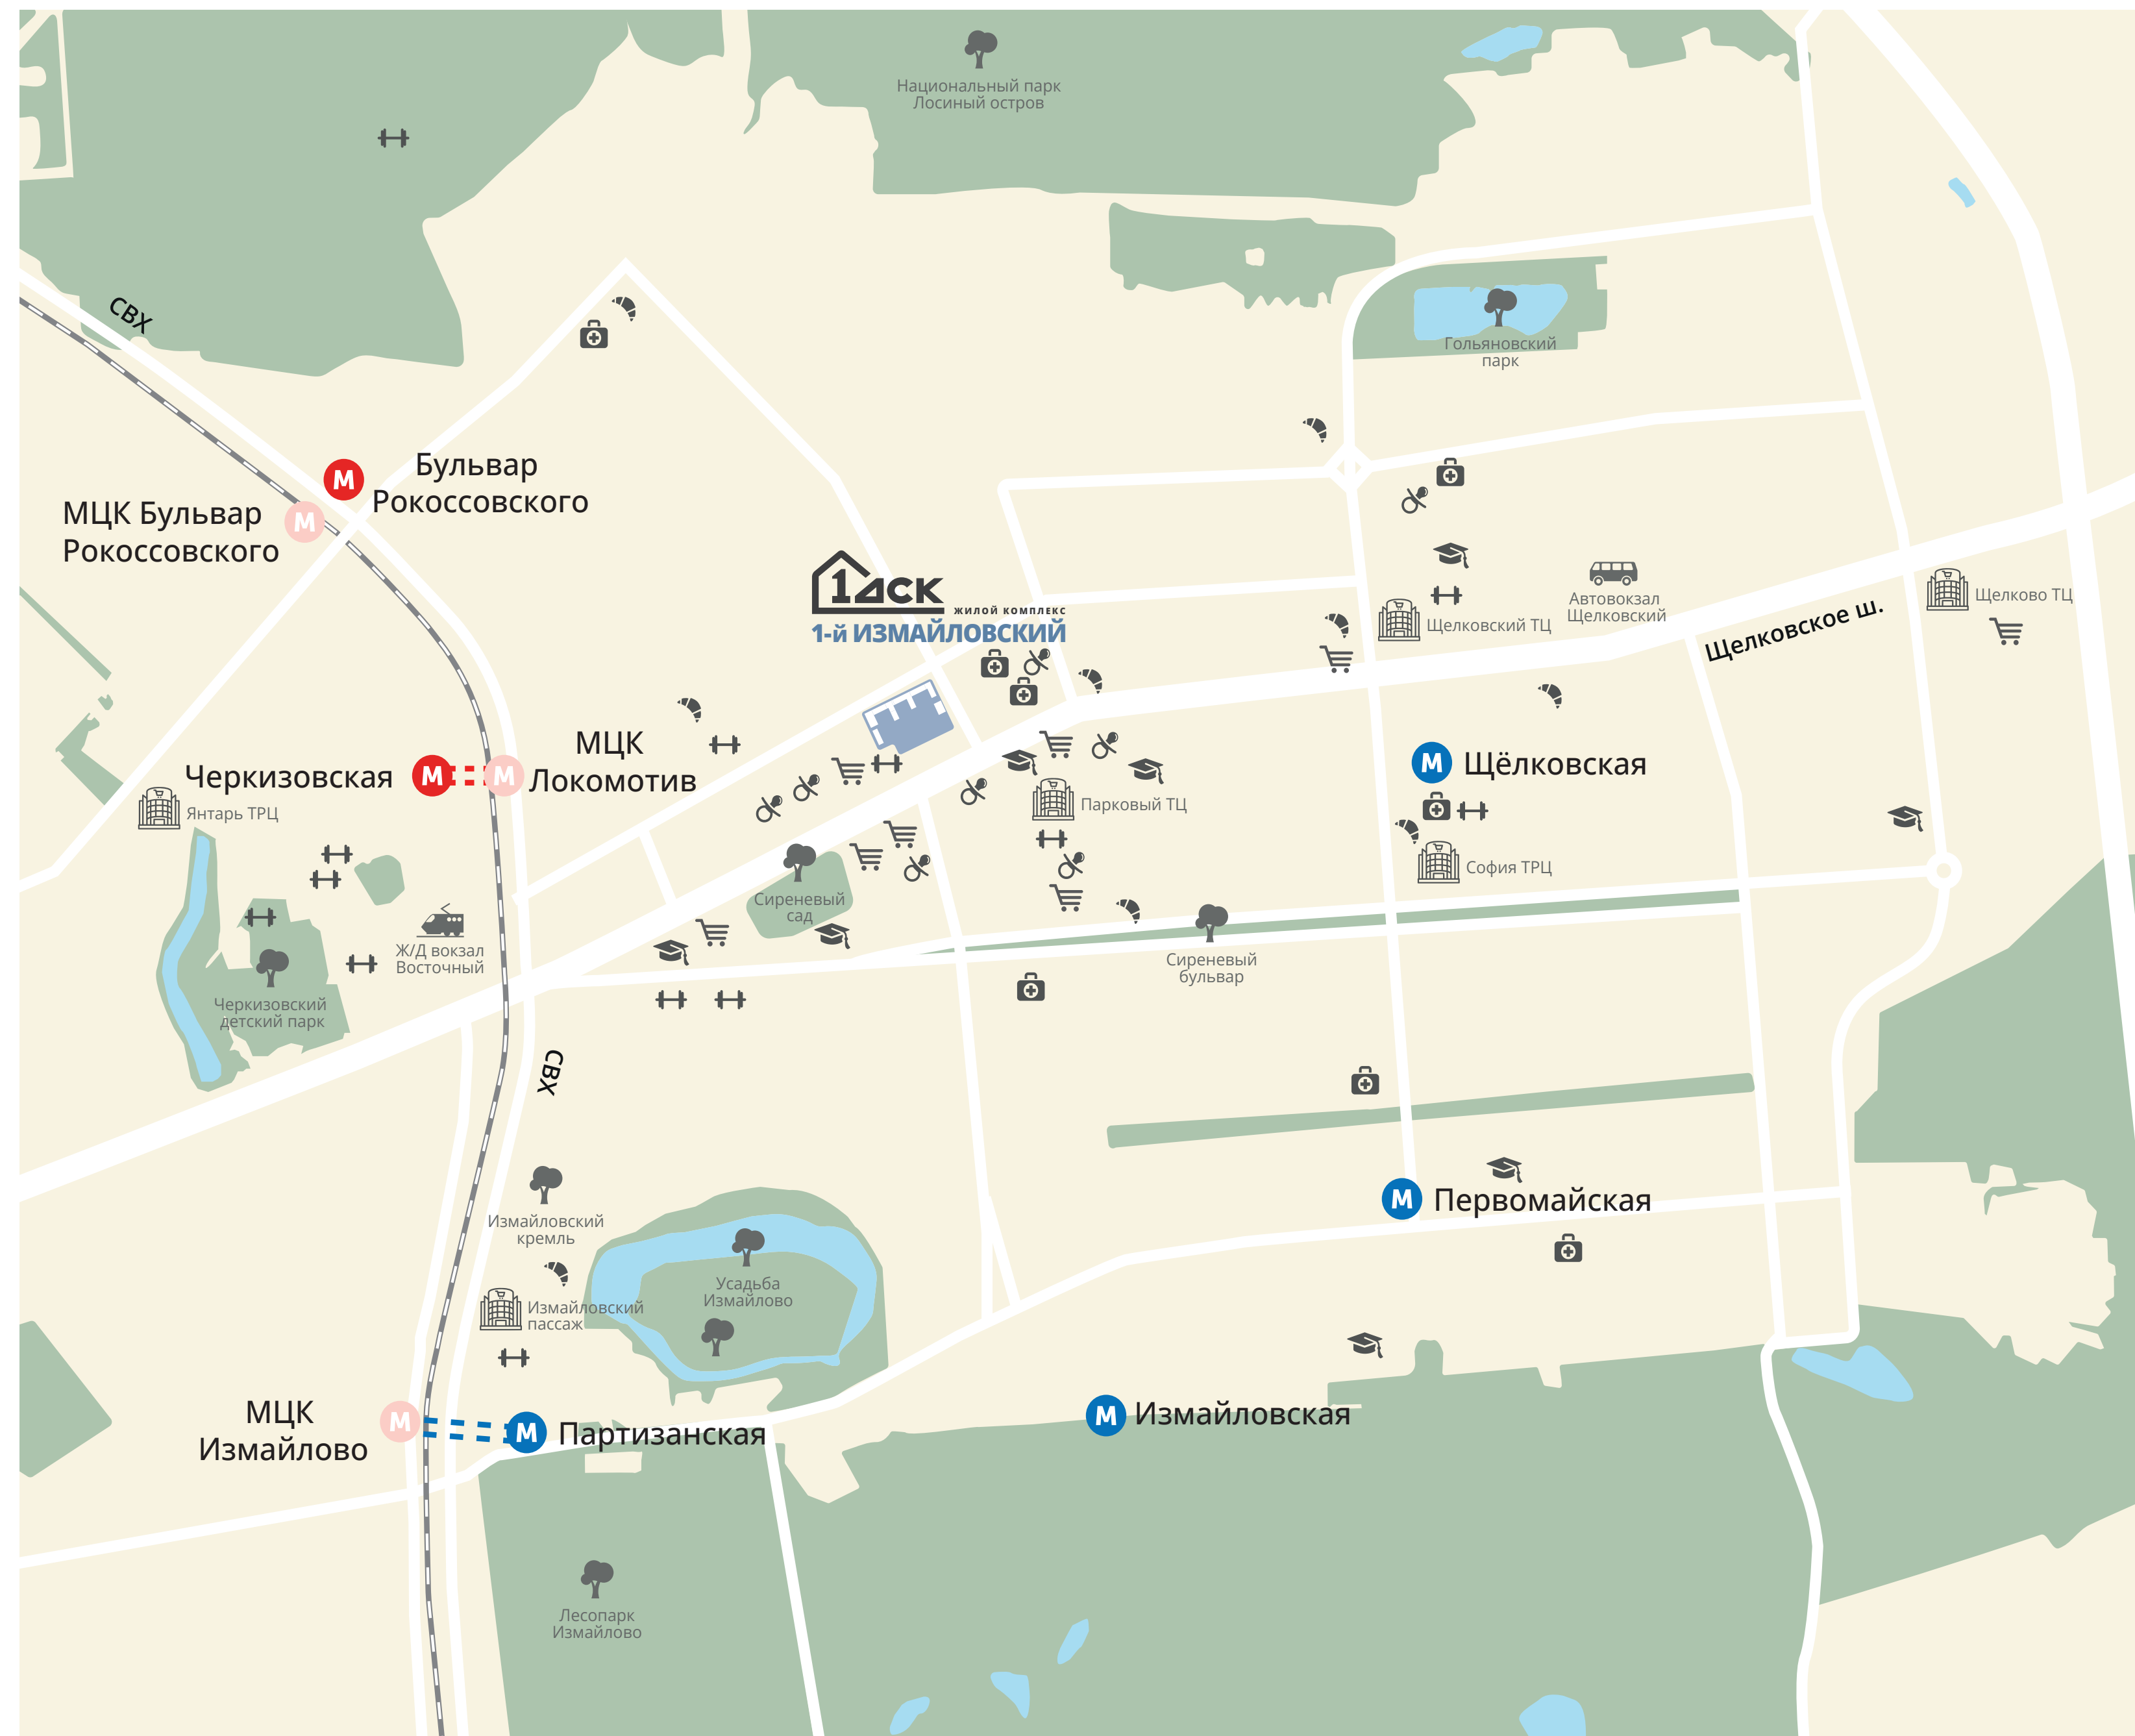 Национальный парк
Лосиный остров
СВХ
Гольяновский
парк
Бульвар
Рокоссовского
МЦК Бульвар
Рокоссовского
1ДСК
ЖИЛОЙ КОМПЛЕКС
1-й ИЗМАЙЛОВСКИЙ
Щелковский ТЦ
Автовокзал
Щелковский
Щелковское ш.
Щелково ТЦ
МЦК
Локомотив
Черкизовская
Янтарь ТРЦ
Парковый ТЦ
Щёлковская
София ТРЦ
Сиреневый
сад
Ж/Д вокзал
Восточный
Сиреневый
бульвар
Черкизовский
детский парк
СВХ
Измайловский
кремль
Первомайская
Усадьба
Измайлово
Измайловский
пассаж
МЦК
Измайлово
Партизанская
Измайловская
Лесопарк
Измайлово